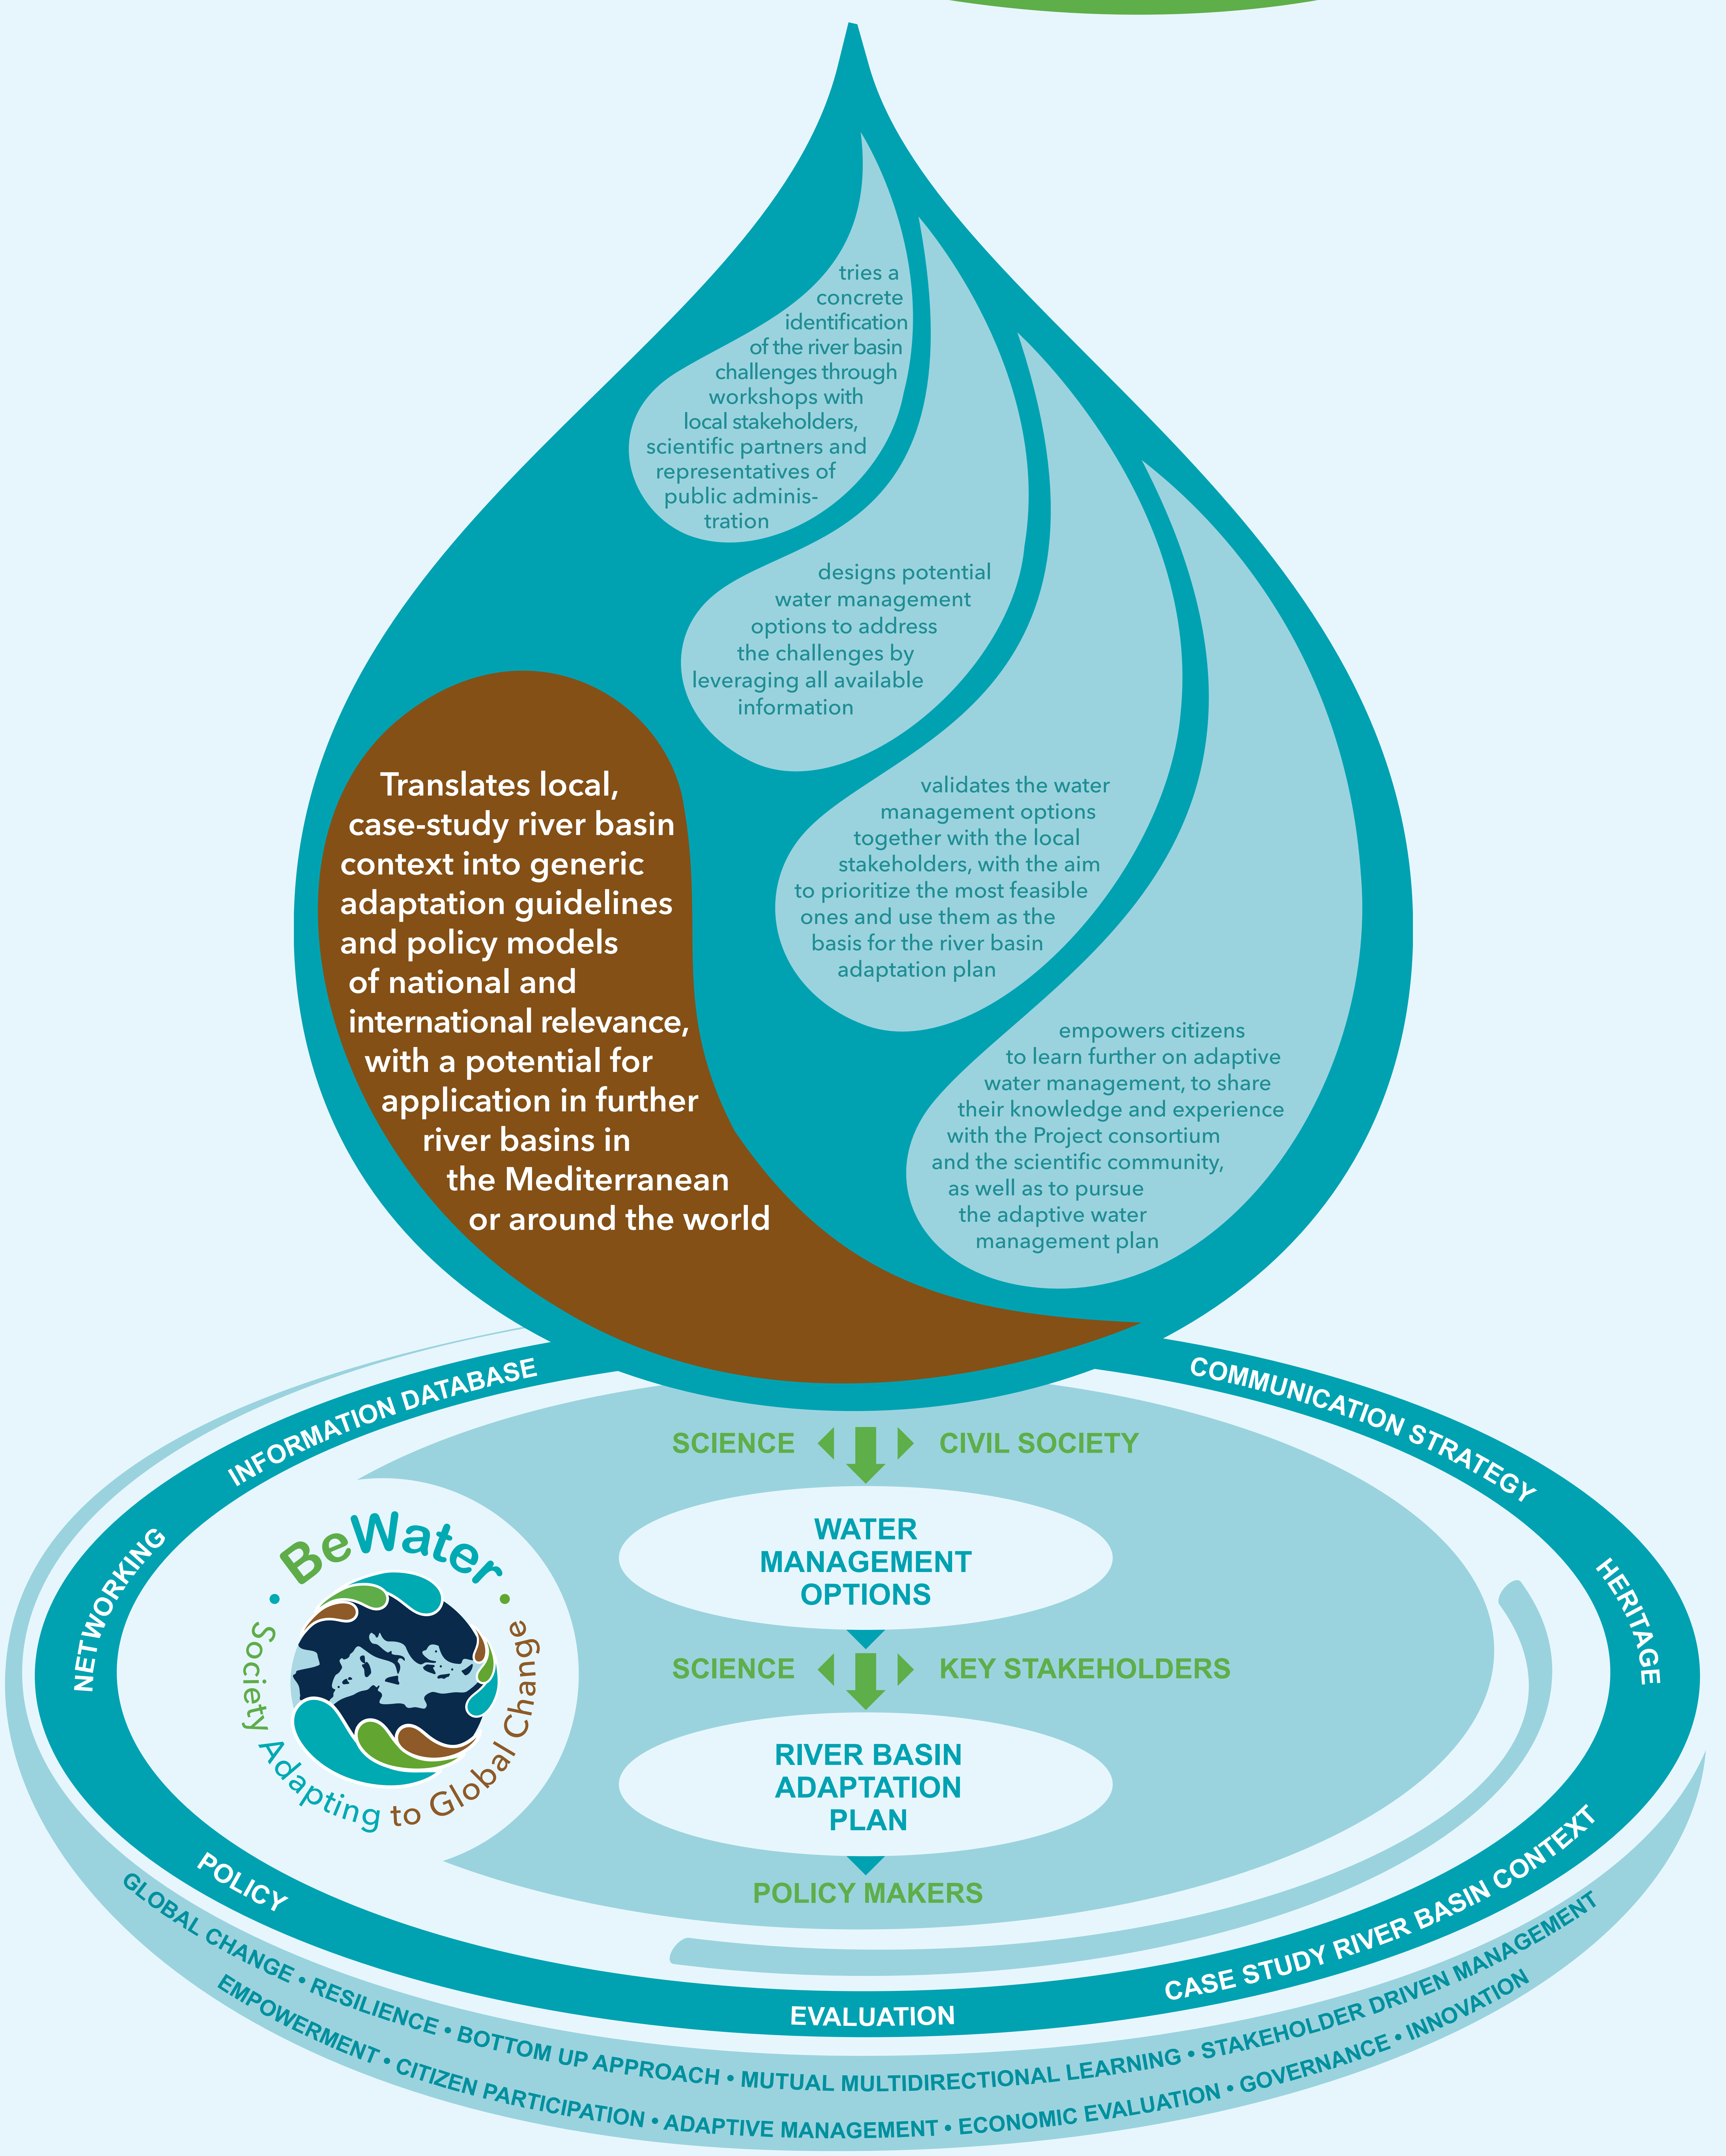 tries a
concrete
identification
of the river basin
challenges through
workshops with
local stakeholders,
scientific partners and
representatives of
public adminis-
tration
designs potential
water management
options to address
the challenges by
leveraging all available
information
validates the water
management options
together with the local
stakeholders, with the aim
to prioritize the most feasible
ones and use them as the
basis for the river basin
adaptation plan
empowers citizens
to learn further on adaptive
water management, to share
their knowledge and experience
with the Project consortium
and the scientific community,
as well as to pursue
the adaptive water
management plan
Translates local,
case-study river basin
context into generic
adaptation guidelines
and policy models
of national and
international relevance,
with a potential for
application in further
river basins in
the Mediterranean
or around the world
INFORMATION DATABASE
COMMUNICATION STRATEGY
NETWORKING
HERITAGE
POLICY
EVALUATION
CASE STUDY RIVER BASIN CONTEXT
SCIENCE CIVIL SOCIETY
WATER
MANAGEMENT
OPTIONS
SCIENCE KEY STAKEHOLDERS
RIVER BASIN
ADAPTATION
PLAN
POLICY MAKERS
• BeWater •
Society Adapting to Global Change
GLOBAL CHANGE • RESILIENCE • BOTTOM UP APPROACH • MUTUAL MULTIDIRECTIONAL LEARNING • STAKEHOLDER DRIVEN MANAGEMENT
EMPOWERMENT • CITIZEN PARTICIPATION • ADAPTIVE MANAGEMENT • ECONOMIC EVALUATION • GOVERNANCE • INNOVATION